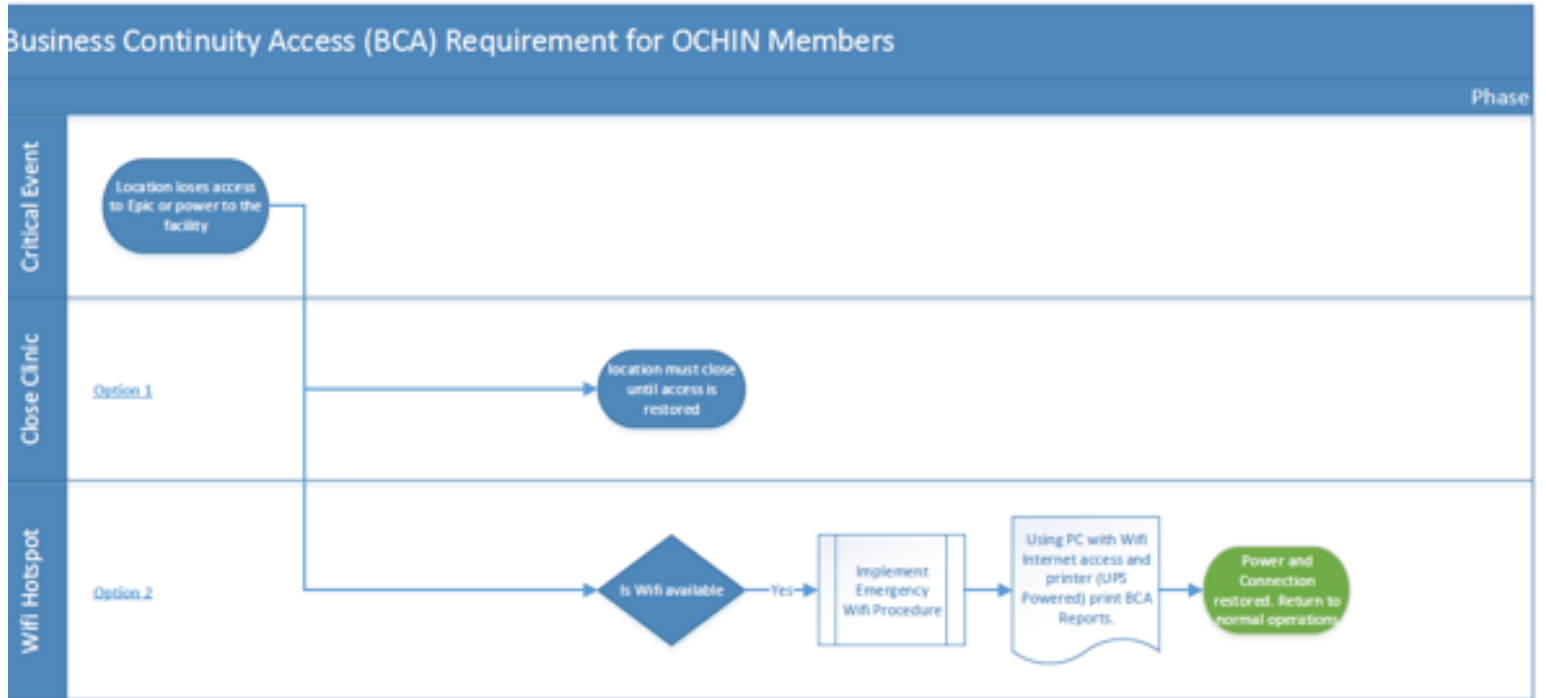 Business Continuity Access (BCA) Requirement for OCHIN Members
Phase
Critical Event
Location loses access
to Epic or power to the
facility
Close Clinic
Option 1
location must close
until access is
restored
Wifi Hotspot
Option 2
Is Wifi available
Yes
Implement
Emergency
Wifi Procedure
Using PC with Wifi
Internet access and
printer (UPS
Powered) print BCA
Reports.
Power and
Connection
restored. Return to
normal operations